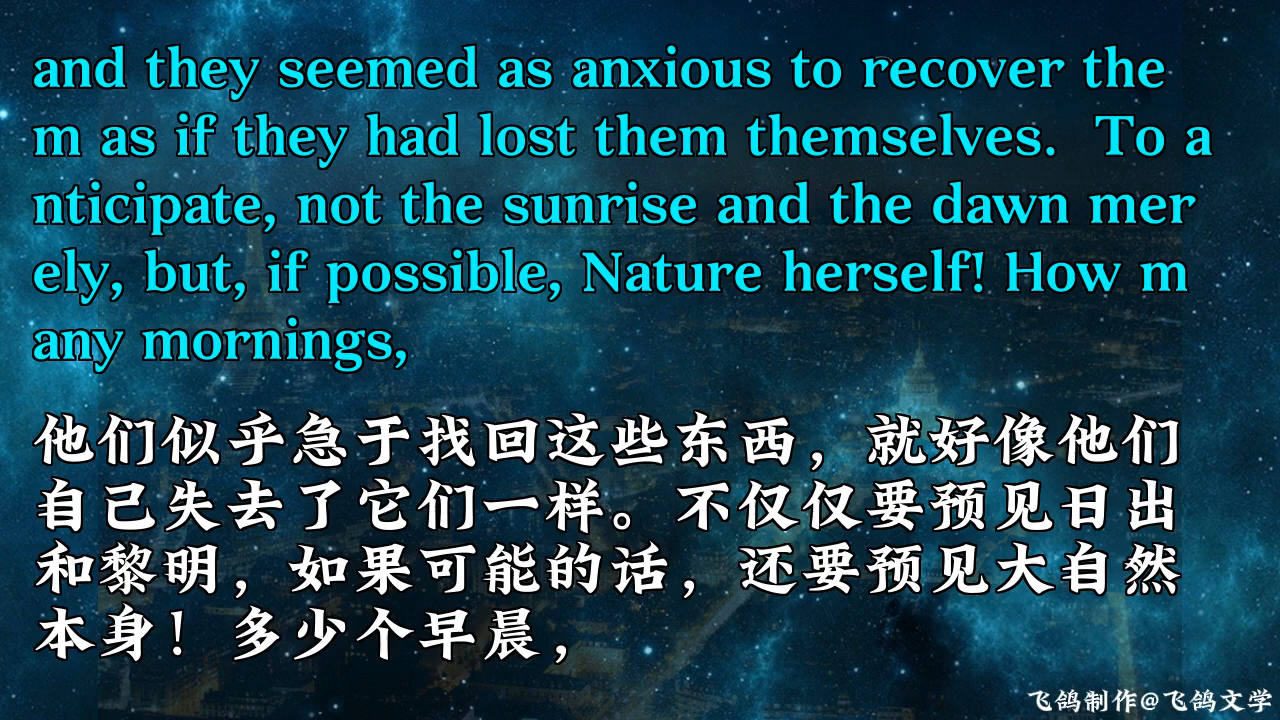 and they seemed as anxious to recover the
m as if they had lost them themselves.  To a
nticipate, not the sunrise and the dawn mer
ely, but, if possible, Nature herself! How m
any mornings,
他们似乎急于找回这些东西，就好像他们
自己失去了它们一样。不仅仅要预见日出
和黎明，如果可能的话，还要预见大自然
本身！多少个早晨，
飞鸽制作@飞鸽文学